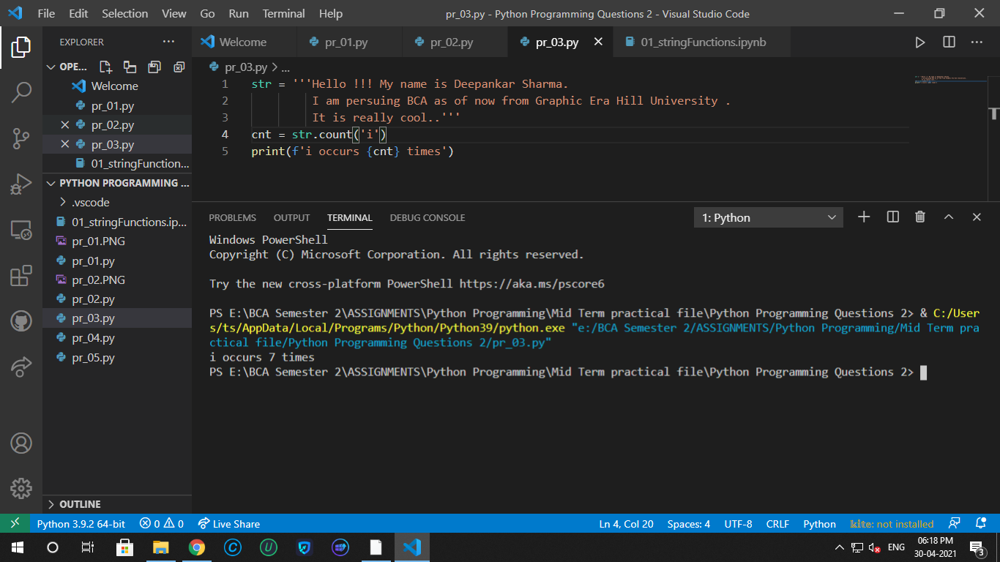 File Edit Selection View Go Run Terminal Help pr_03.py - Python Programming Questions 2 - Visual Studio Code
EXPLORER ...
OPE...
Welcome
pr_01.py
pr_02.py
pr_03.py
01_stringFunction...
PYTHON PROGRAMMING ...
.vscode
01_stringFunctions.ip...
pr_01.PNG
pr_01.py
pr_02.PNG
pr_02.py
pr_03.py
pr_04.py
pr_05.py
OUTLINE
Welcome pr_01.py pr_02.py pr_03.py 01_stringFunctions.ipynb
pr_03.py > ...
1 str = '''Hello !!! My name is Deepankar Sharma.
2 I am persuing BCA as of now from Graphic Era Hill University .
3 It is really cool..'''
4 cnt = str.count('i')
5 print(f'i occurs {cnt} times')
PROBLEMS OUTPUT TERMINAL DEBUG CONSOLE 1: Python
Windows PowerShell
Copyright (C) Microsoft Corporation. All rights reserved.
Try the new cross-platform PowerShell https://aka.ms/pscore6
PS E:\BCA Semester 2\ASSIGNMENTS\Python Programming\Mid Term practical file\Python Programming Questions 2> & C:/User
s/ts/AppData/Local/Programs/Python/Python39/python.exe "e:/BCA Semester 2/ASSIGNMENTS/Python Programming/Mid Term pra
ctical file/Python Programming Questions 2/pr_03.py"
i occurs 7 times
PS E:\BCA Semester 2\ASSIGNMENTS\Python Programming\Mid Term practical file\Python Programming Questions 2>
Python 3.9.2 64-bit 0 0 Live Share Ln 4, Col 20 Spaces: 4 UTF-8 CRLF Python kite: not installed
ENG 06:18 PM
30-04-2021 3